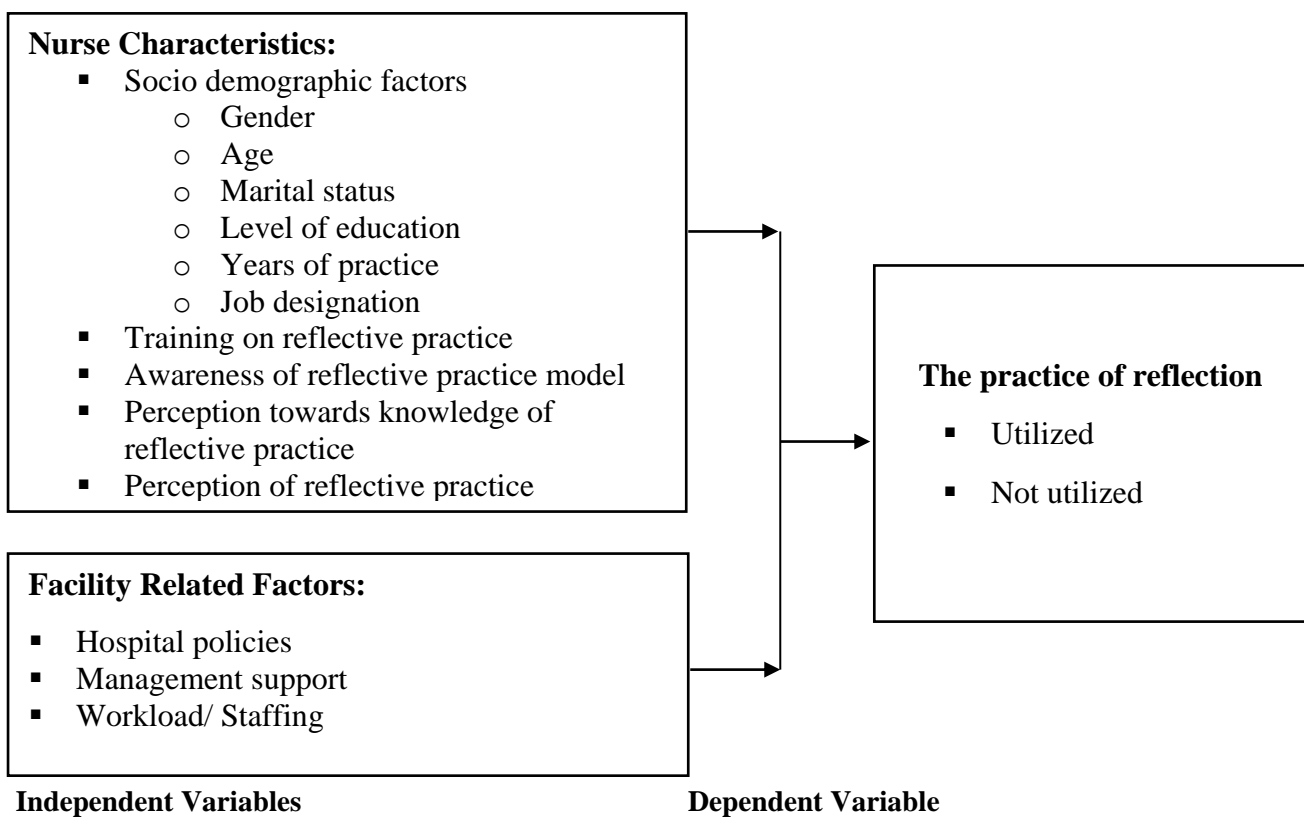 Nurse Characteristics:
▪ Socio demographic factors
o Gender
o Age
o Marital status
o Level of education
o Years of practice
o Job designation
▪ Training on reflective practice
▪ Awareness of reflective practice model
▪ Perception towards knowledge of
reflective practice
▪ Perception of reflective practice
Facility Related Factors:
▪ Hospital policies
▪ Management support
▪ Workload/ Staffing
The practice of reflection
▪ Utilized
▪ Not utilized
Independent Variables
Dependent Variable